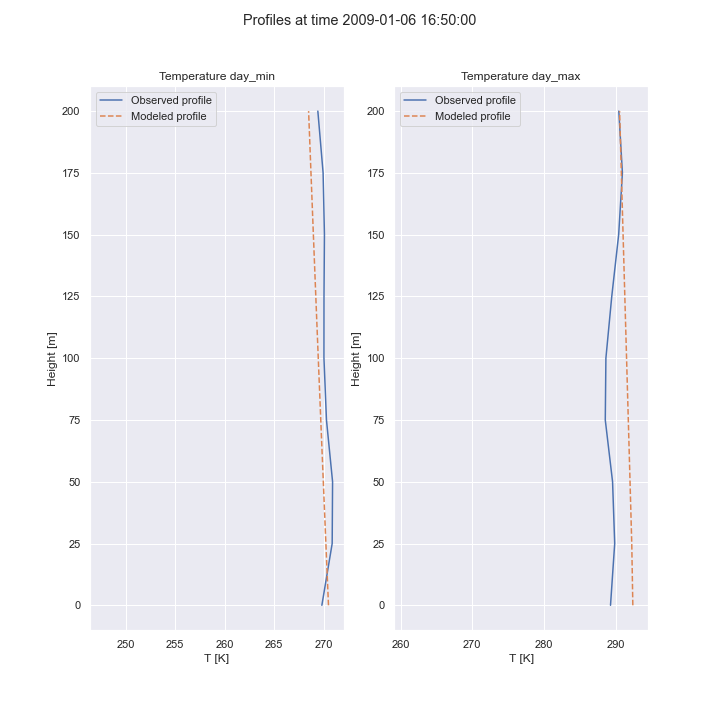 Profiles at time 2009-01-06 16:50:00
Temperature day_min
Observed profile
Modeled profile
200
175
150
125
100
75
50
25
0
Height [m]
250
255
260
265
270
T [K]
Temperature day_max
Observed profile
Modeled profile
200
175
150
125
100
75
50
25
0
Height [m]
260
270
280
290
T [K]